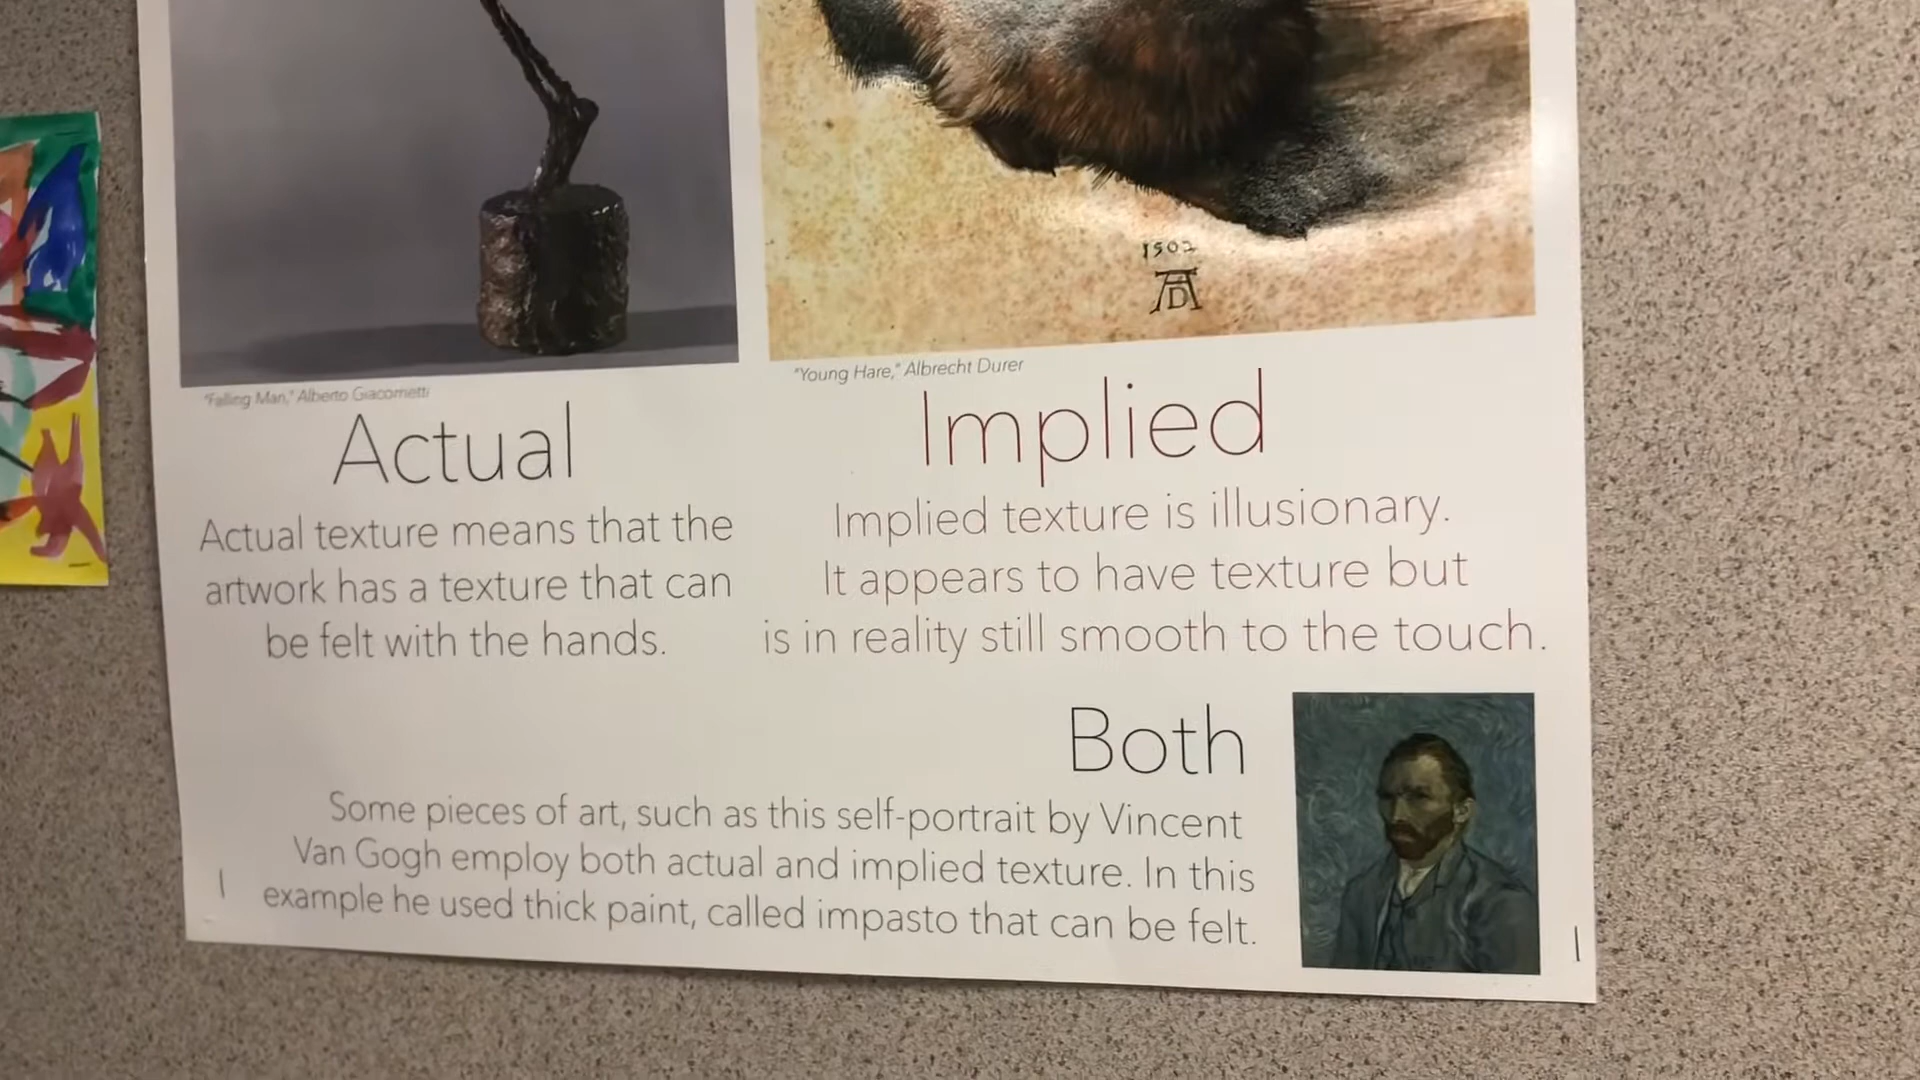 1502
AD
"Falling Man," Alberto Giacometti
"Young Hare," Albrecht Durer
Actual
Actual texture means that the
artwork has a texture that can
be felt with the hands.
Implied
Implied texture is illusionary.
It appears to have texture but
is in reality still smooth to the touch.
Both
Some pieces of art, such as this self-portrait by Vincent
Van Gogh employ both actual and implied texture. In this
example he used thick paint, called impasto that can be felt.